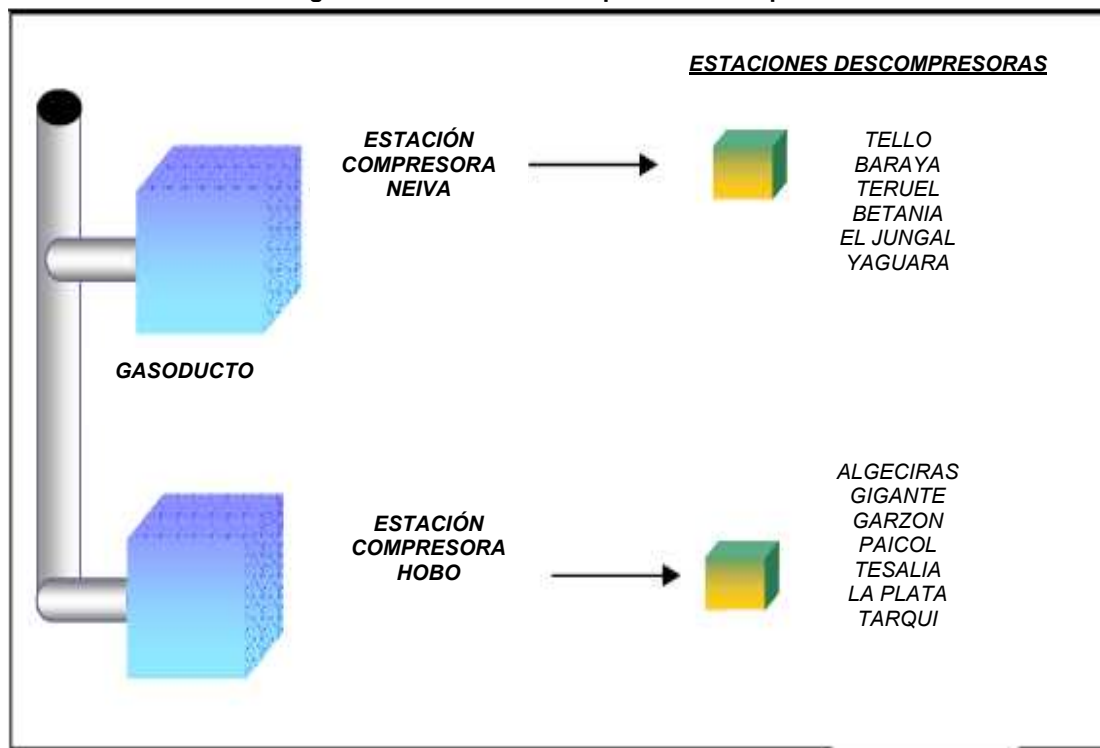 ESTACIONES DESCOMPRESORAS
ESTACIÓN
COMPRESORA
NEIVA
TELLO
BARAYA
TERUEL
BETANIA
EL JUNGAL
YAGUARA
GASODUCTO
ESTACIÓN
COMPRESORA
HOBO
ALGECIRAS
GIGANTE
GARZON
PAICOL
TESALIA
LA PLATA
TARQUI